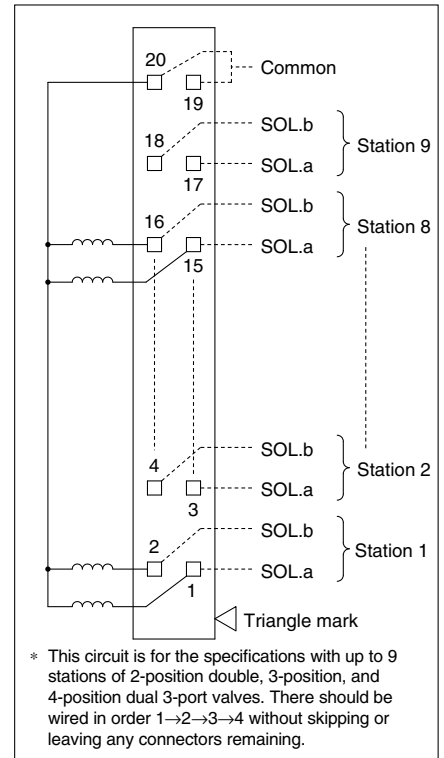 20
Common
19
SOL.b
18
Station 9
SOL.a
17
SOL.b
16
Station 8
SOL.a
15
SOL.b
4
Station 2
SOL.a
3
SOL.b
2
Station 1
SOL.a
1
Triangle mark
* This circuit is for the specifications with up to 9
stations of 2-position double, 3-position, and
4-position dual 3-port valves. There should be
wired in order 1→2→3→4 without skipping or
leaving any connectors remaining.